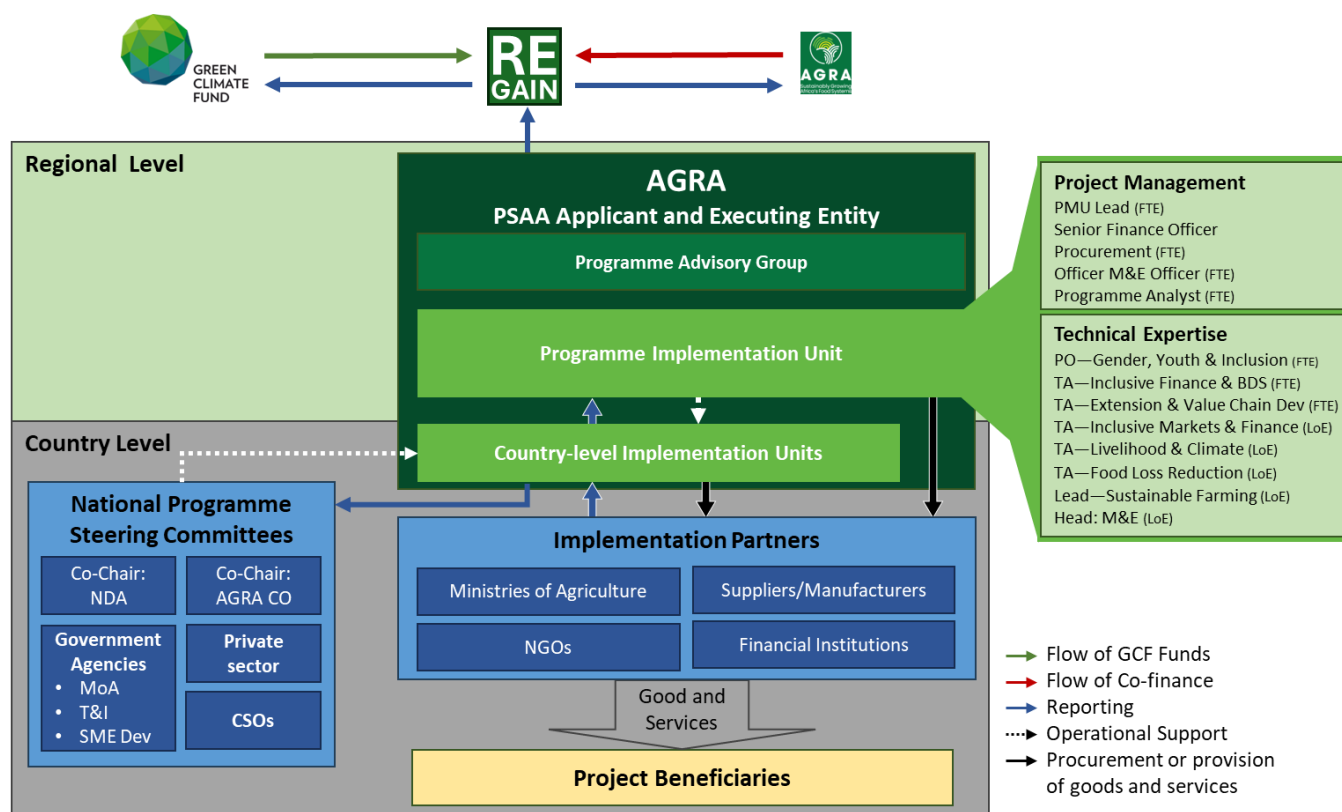 GREEN
CLIMATE
FUND
RE
GAIN
AGRA
Sustainably Growing
Africa's Food Systems
Regional Level
AGRA
PSAA Applicant and Executing Entity
Programme Advisory Group
Programme Implementation Unit
Project Management
PMU Lead (FTE)
Senior Finance Officer
Procurement (FTE)
Officer M&E Officer (FTE)
Programme Analyst (FTE)
Technical Expertise
PO—Gender, Youth & Inclusion (FTE)
TA—Inclusive Finance & BDS (FTE)
TA—Extension & Value Chain Dev (FTE)
TA—Inclusive Markets & Finance (LoE)
TA—Livelihood & Climate (LoE)
TA—Food Loss Reduction (LoE)
Lead—Sustainable Farming (LoE)
Head: M&E (LoE)
Country Level
Country-level Implementation Units
National Programme
Steering Committees
Co-Chair:
NDA
Co-Chair:
AGRA CO
Government
Agencies
• MoA
• T&I
• SME Dev
Private
sector
CSOs
Implementation Partners
Ministries of Agriculture
Suppliers/Manufacturers
NGOs
Financial Institutions
Good and
Services
Project Beneficiaries
Flow of GCF Funds
Flow of Co-finance
Reporting
Operational Support
Procurement or provision
of goods and services